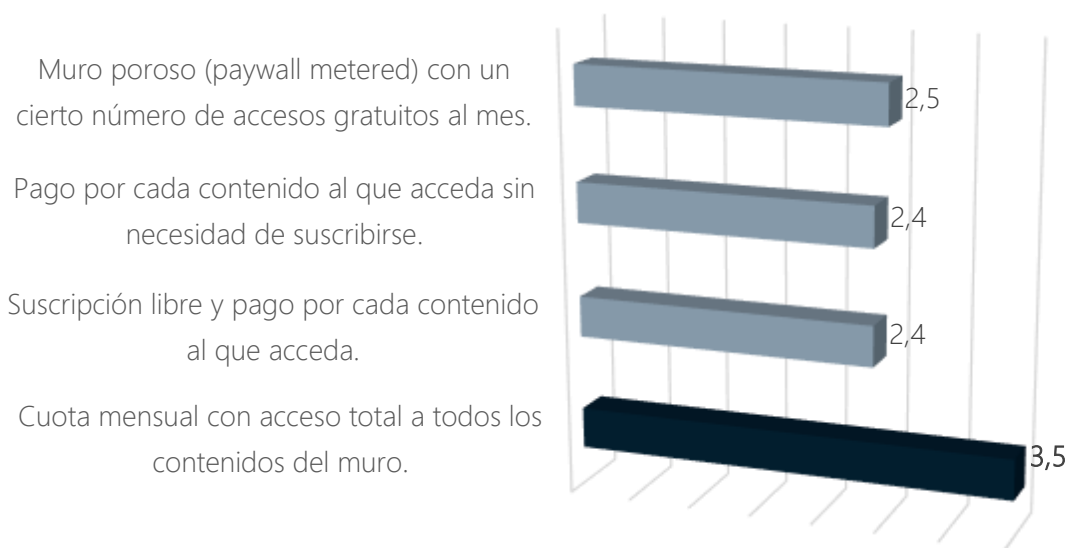 Muro poroso (paywall metered) con un
cierto número de accesos gratuitos al mes.
2,5
Pago por cada contenido al que acceda sin
necesidad de suscribirse.
2,4
Suscripción libre y pago por cada contenido
al que acceda.
2,4
Cuota mensual con acceso total a todos los
contenidos del muro.
3,5